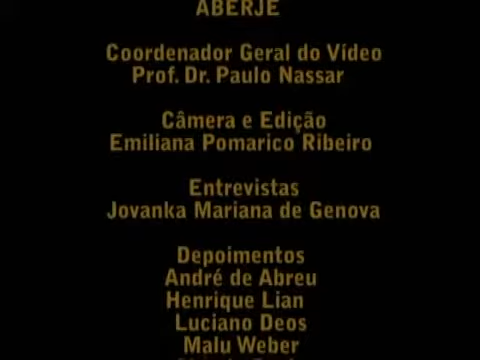 ABERJE
Coordenador Geral do Vídeo
Prof. Dr. Paulo Nassar
Câmera e Edição
Emiliana Pomarico Ribeiro
Entrevistas
Jovanka Mariana de Genova
Depoimentos
André de Abreu
Henrique Lian
Luciano Deos
Malu Weber